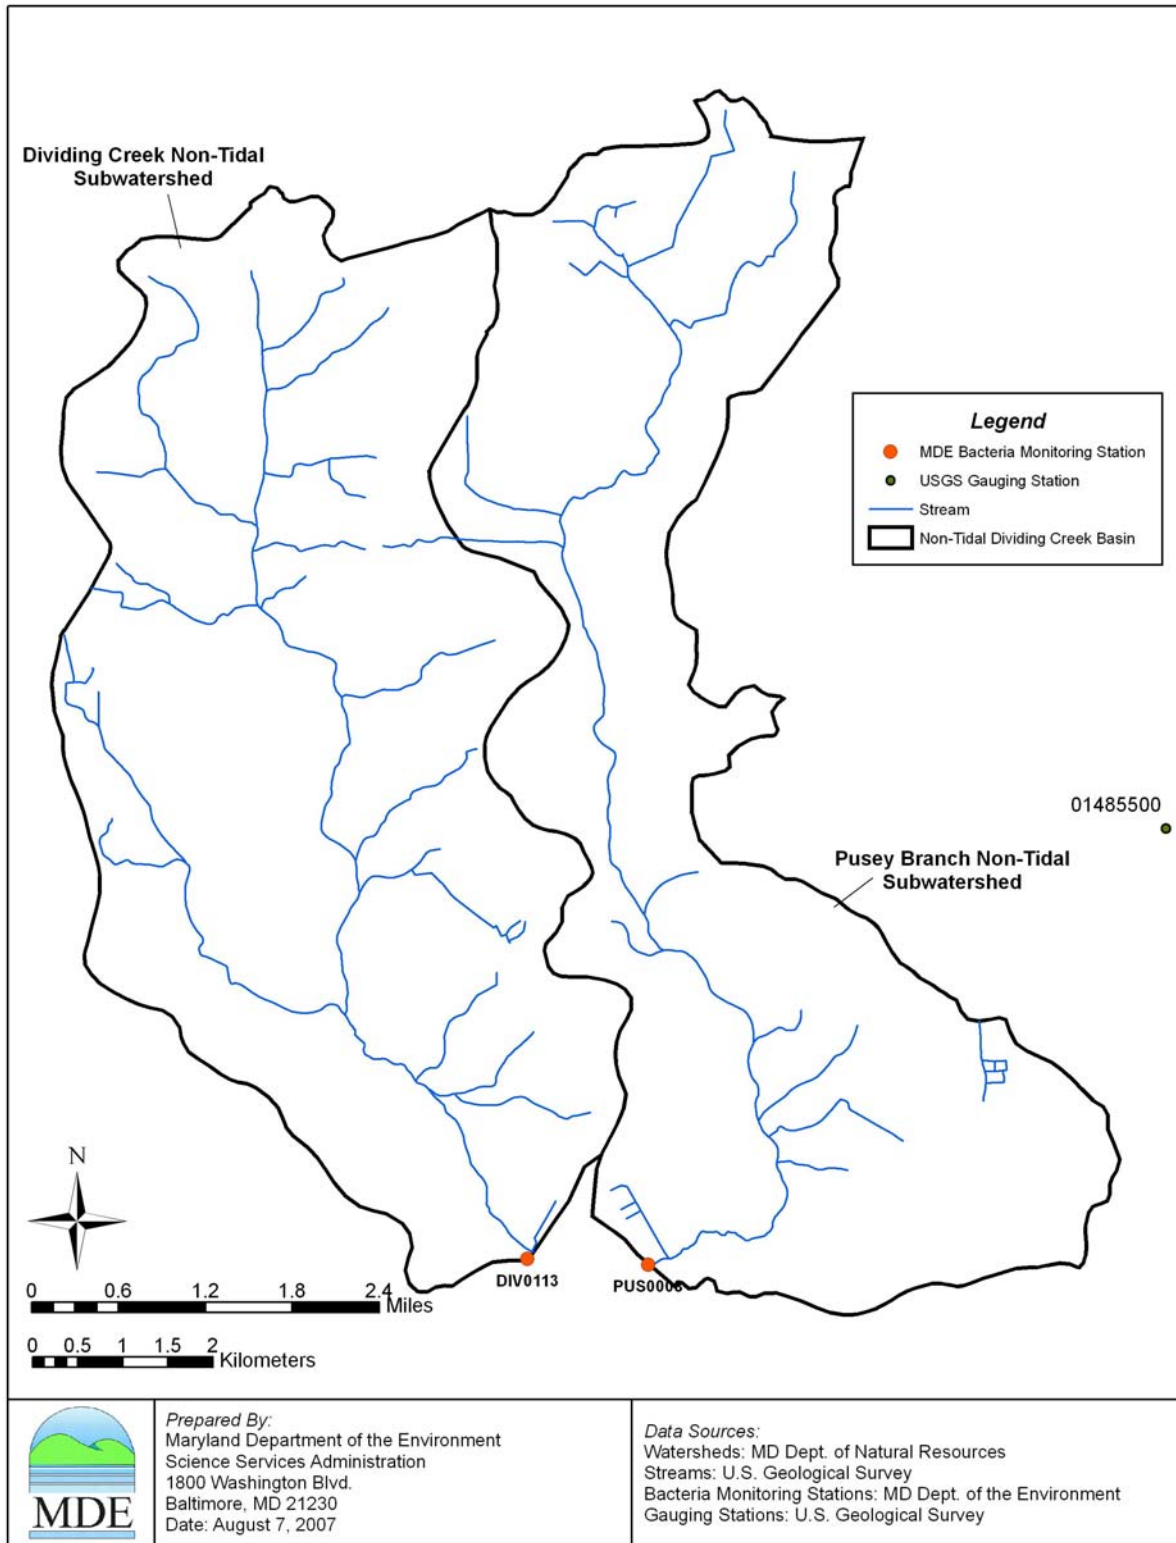 Dividing Creek Non-Tidal
Subwatershed
Legend
MDE Bacteria Monitoring Station
USGS Gauging Station
Stream
Non-Tidal Dividing Creek Basin
01485500
Pusey Branch Non-Tidal
Subwatershed
N
DIV0113
0 0.6 1.2 1.8 2.4
Miles
0 0.5 1 1.5 2
Kilometers
MDE
Prepared By:
Maryland Department of the Environment
Science Services Administration
1800 Washington Blvd.
Baltimore, MD 21230
Date: August 7, 2007
Data Sources:
Watersheds: MD Dept. of Natural Resources
Streams: U.S. Geological Survey
Bacteria Monitoring Stations: MD Dept. of the Environment
Gauging Stations: U.S. Geological Survey